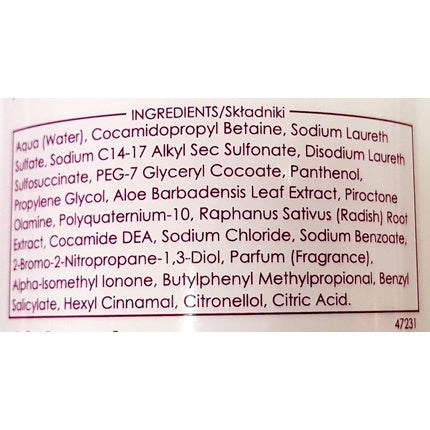 INGREDIENTS/Składniki
Aqua (Water), Cocamidopropyl Betaine, Sodium Laureth
Sulfate, Sodium C14-17 Alkyl Sec Sulfonate, Disodium Laureth
Sulfosuccinate, PEG-7 Glyceryl Cocoate, Panthenol,
Propylene Glycol, Aloe Barbadensis Leaf Extract, Piroctone
Olamine, Polyquaternium-10, Raphanus Sativus (Radish) Root
Extract, Cocamide DEA, Sodium Chloride, Sodium Benzoate,
2-Bromo-2-Nitropropane-1,3-Diol, Parfum (Fragrance),
Alpha-Isomethyl Ionone, Butylphenyl Methylpropional, Benzyl
Salicylate, Hexyl Cinnamal, Citronellol, Citric Acid.
47231